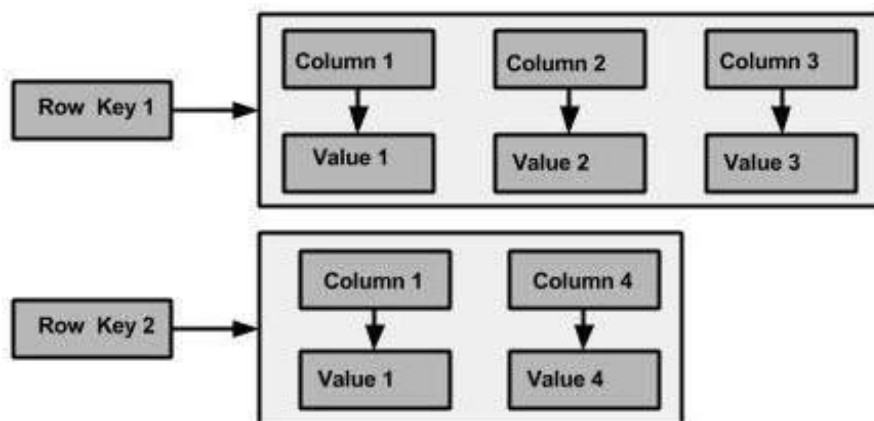 Column 1
Column 2
Column 3
Row Key 1
Value 1
Value 2
Value 3
Column 1
Column 4
Row Key 2
Value 1
Value 4